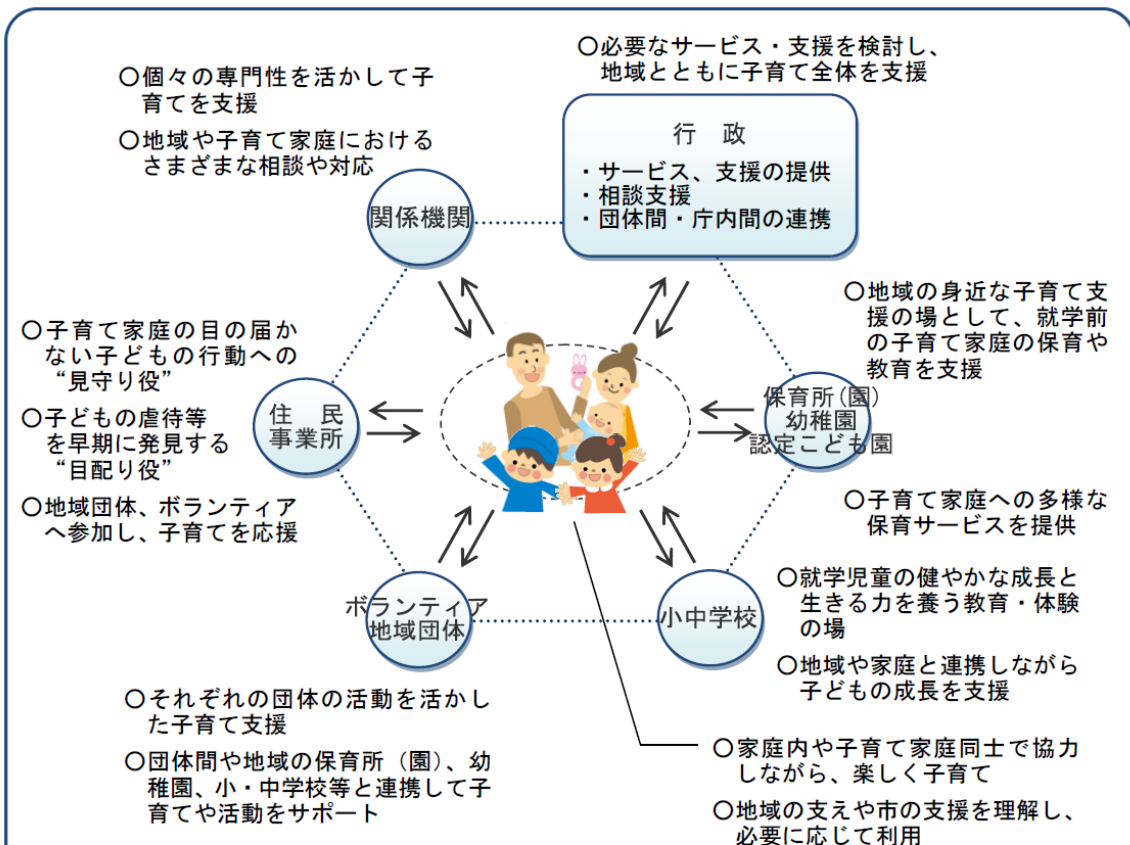 〇必要なサービス・支援を検討し、
地域とともに子育て全体を支援
〇個々の専門性を活かして子
育てを支援
〇地域や子育て家庭における
さまざまな相談や対応
行　政
・サービス、支援の提供
・相談支援
・団体間・庁内間の連携
関係機関
〇地域の身近な子育て支
援の場として、就学前
の子育て家庭の保育や
教育を支援
〇子育て家庭の目の届か
ない子どもの行動への
“見守り役”
〇子どもの虐待等
を早期に発見する
“目配り役”
〇地域団体、ボランティア
へ参加し、子育てを応援
住　民
事業所
保育所(園)
幼稚園
認定こども園
〇子育て家庭への多様な
保育サービスを提供
ボランティア
地域団体
小中学校
〇就学児童の健やかな成長と
生きる力を養う教育・体験
の場
〇地域や家庭と連携しながら
子どもの成長を支援
〇それぞれの団体の活動を活かし
た子育て支援
〇団体間や地域の保育所（園）、幼
稚園、小・中学校等と連携して子
育てや活動をサポート
〇家庭内や子育て家庭同士で協力
しながら、楽しく子育て
〇地域の支えや市の支援を理解し、
必要に応じて利用